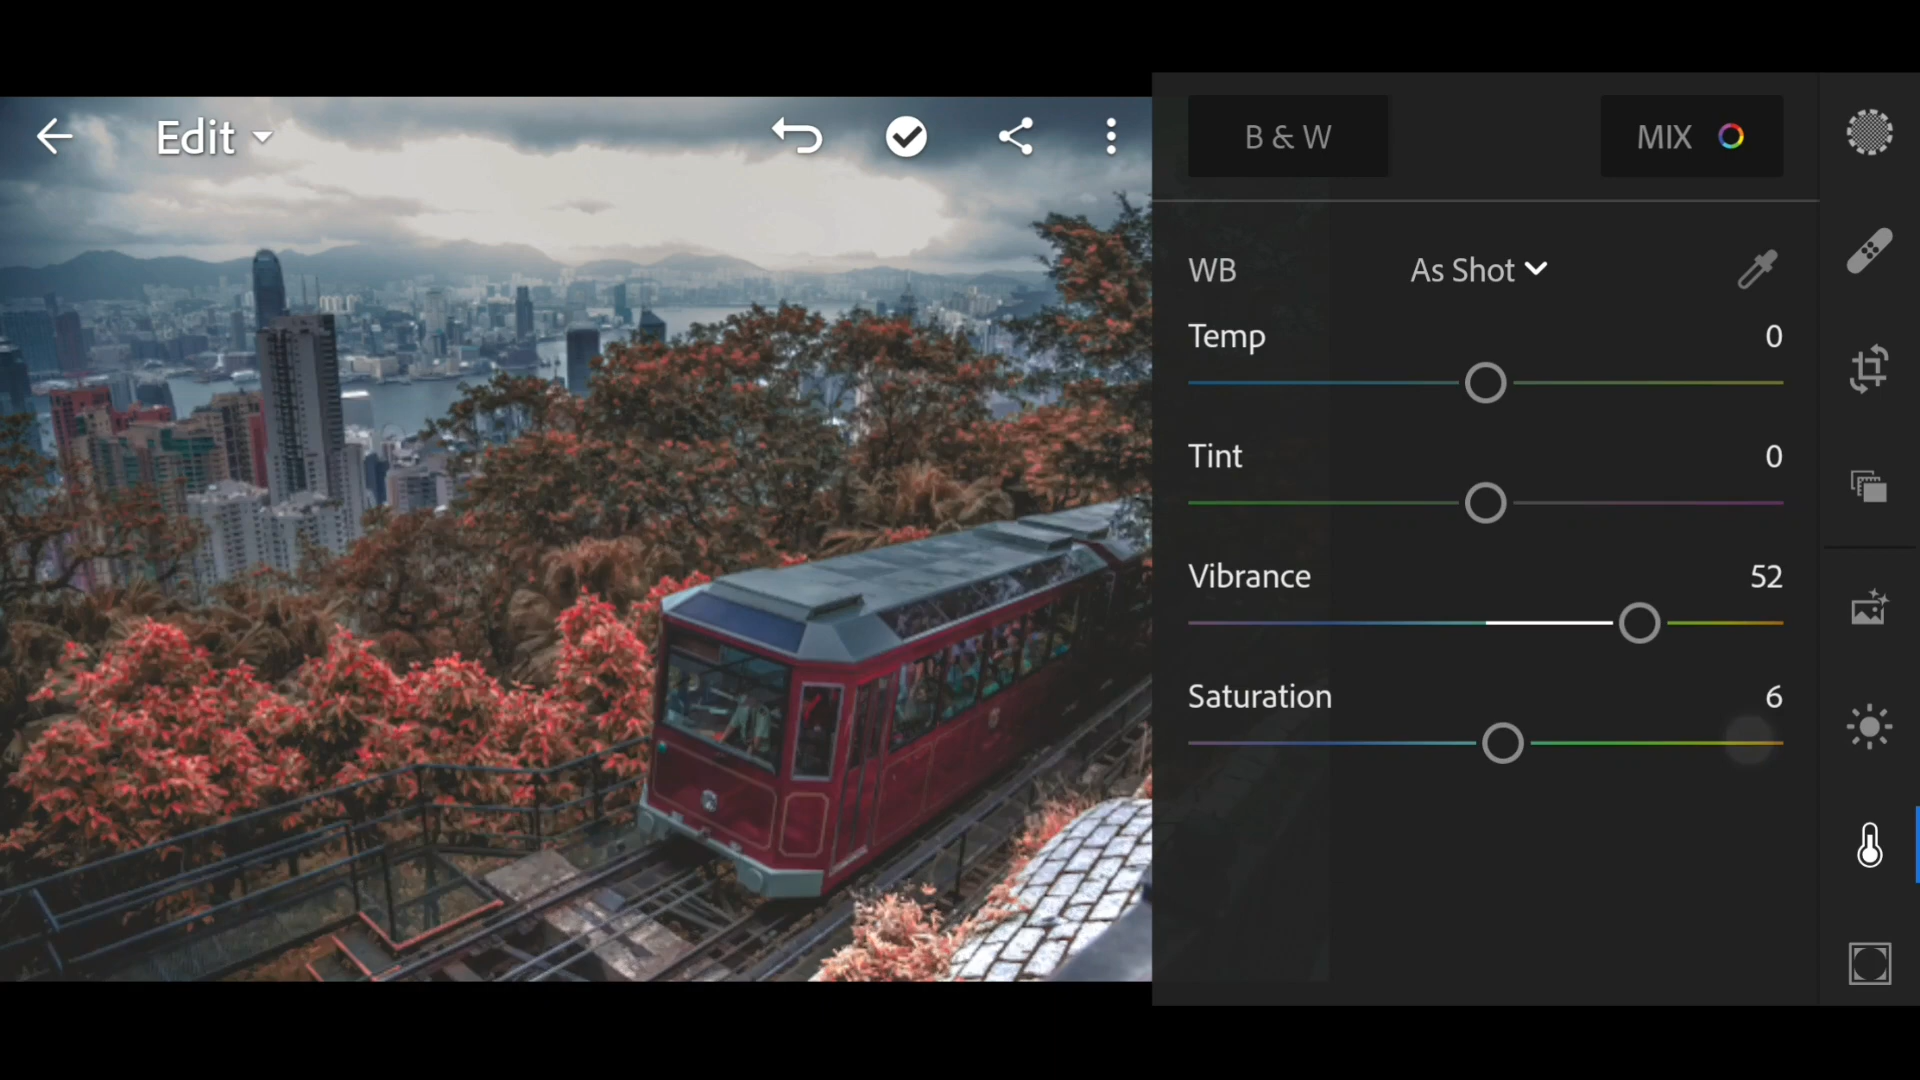 Edit
B & W
MIX
WB
As Shot
Temp
0
Tint
0
Vibrance
52
Saturation
6